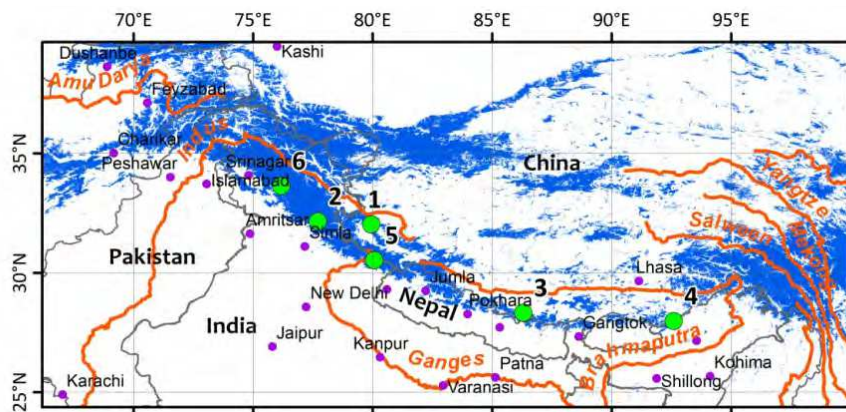 70°E 75°E 80°E 85°E 90°E 95°E
Dushanbe
Kashi
Amu Darya
Feyzabad
35°N
Charikar
Indus
China
Yangtze
Peshawar
Srinagar
6
Islamabad
2
1
Salween
Mekong
Amritsar
5
Pakistan
Sirola
30°N
Lhasa
Jumla
3
4
New Delhi
Nepal
Pokhara
India
Gangtok
Brahmaputra
Jaipur
Kanpur
Ganges
Patna
Kohima
Karachi
Varanasi
Shillong
25°N